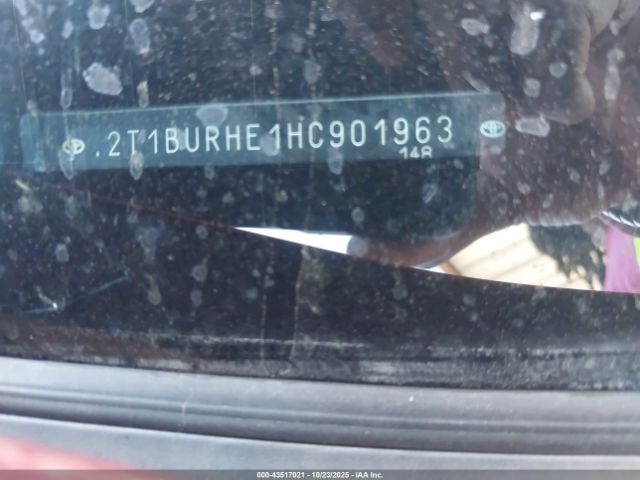 .2T1BURHE1HC901963
148
000-43517021 - 10/23/2025 - IAA Inc.